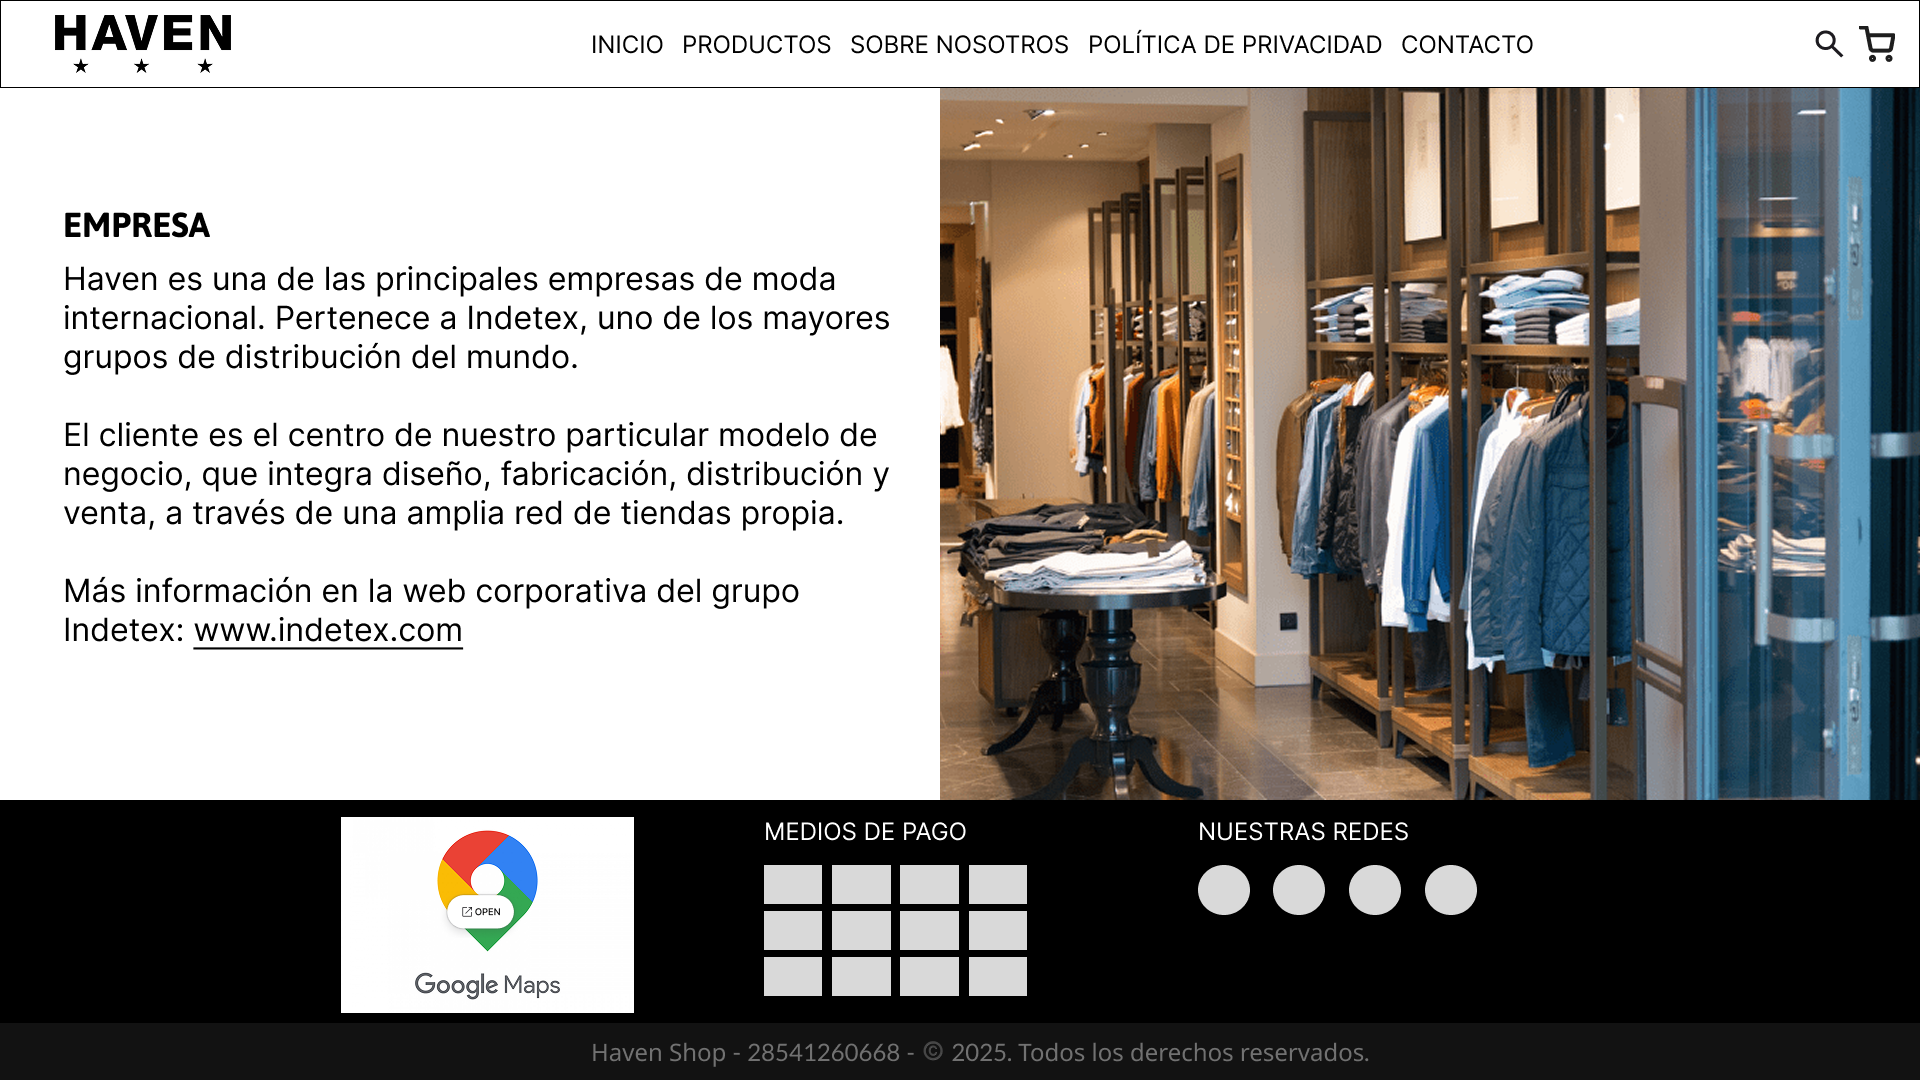 HAVEN
INICIO PRODUCTOS SOBRE NOSOTROS POLÍTICA DE PRIVACIDAD CONTACTO
EMPRESA
Haven es una de las principales empresas de moda
internacional. Pertenece a Indetex, uno de los mayores
grupos de distribución del mundo.
El cliente es el centro de nuestro particular modelo de
negocio, que integra diseño, fabricación, distribución y
venta, a través de una amplia red de tiendas propia.
Más información en la web corporativa del grupo
Indetex: www.indetex.com
OPEN
Google Maps
MEDIOS DE PAGO
NUESTRAS REDES
Haven Shop - 28541260668 - © 2025. Todos los derechos reservados.